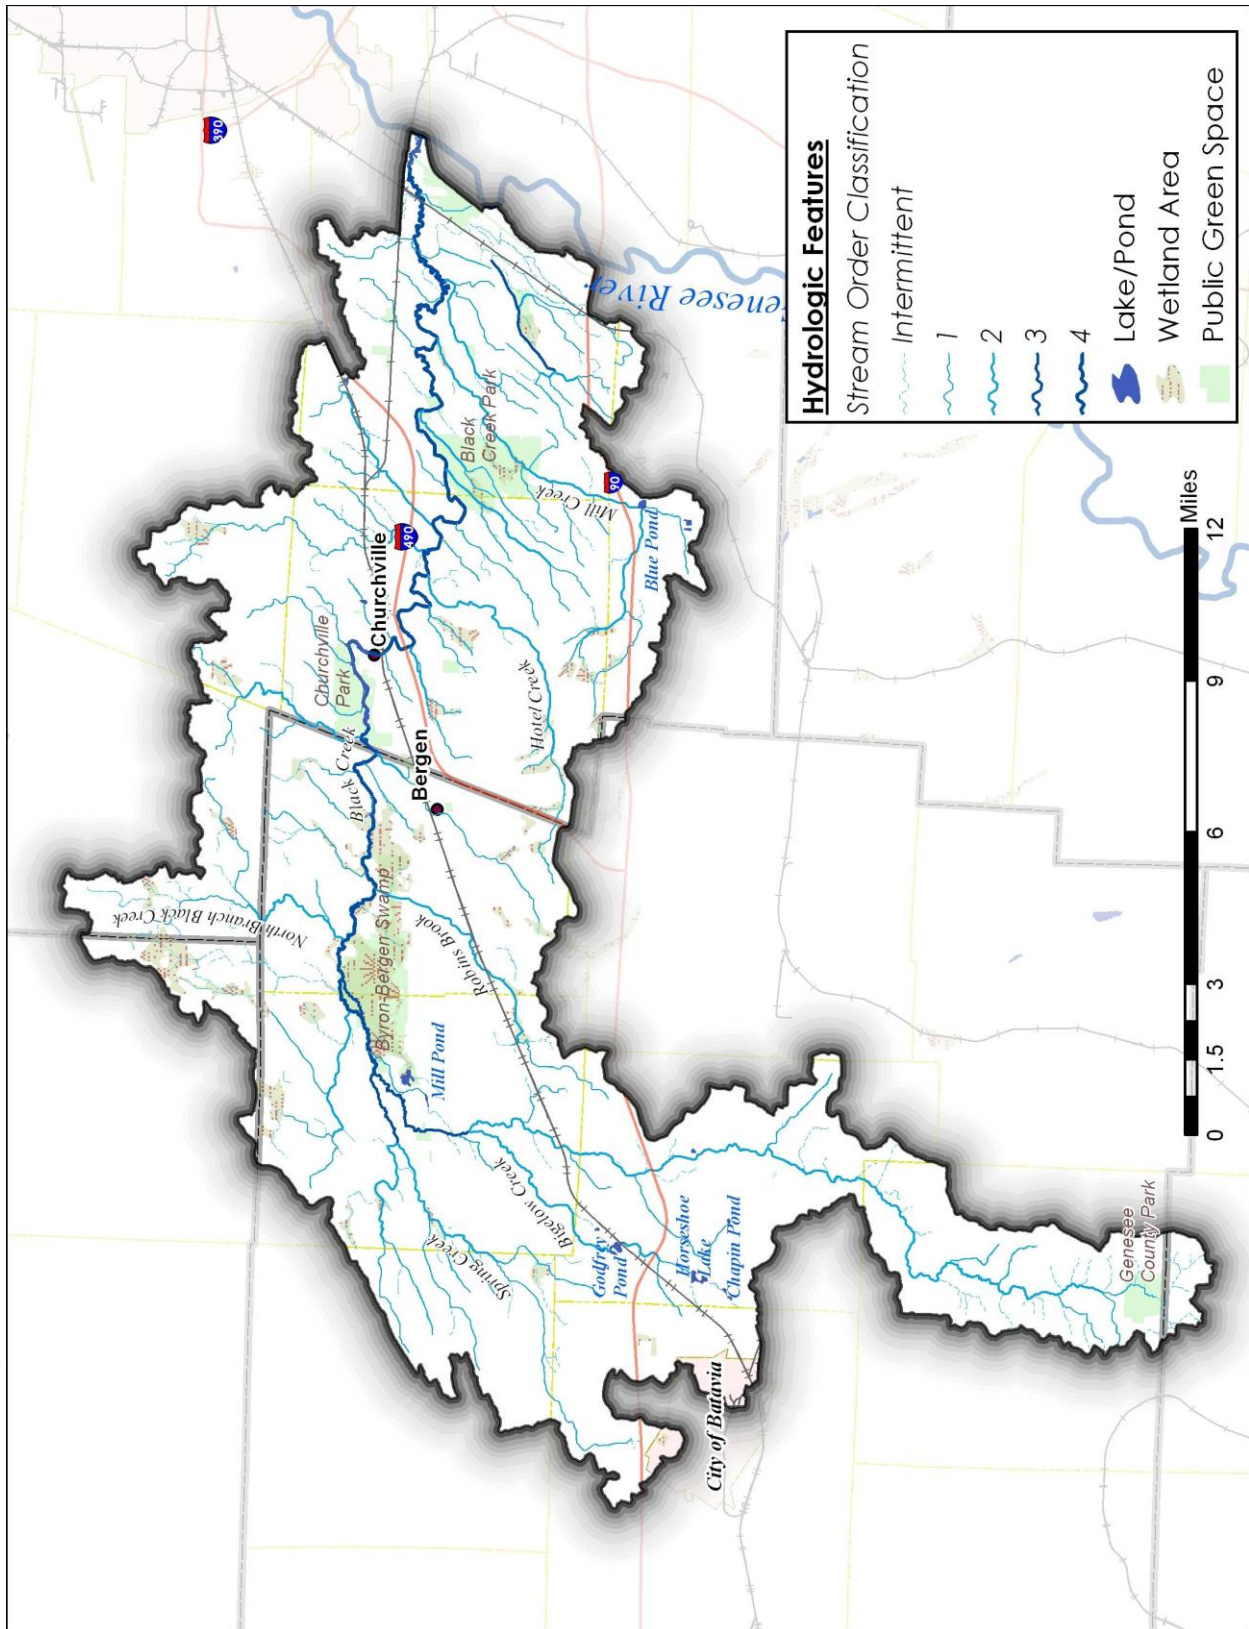 390
Genesee River
Churchville
Park
Churchville
490
Black Creek
Bergen
Black
Creek Park
Mill Creek
90
Blue Pond
Hotel Creek
North Branch Black Creek
Byron-Bergen Swamp
Robins Brook
Mill Pond
Bigelow Creek
Spring Creek
Godfrey
Pond
Horseshoe
Lake
Chapin Pond
City of Batavia
Genesee
County Park
Hydrologic Features
Stream Order Classification
Intermittent
1
2
3
4
Lake/Pond
Wetland Area
Public Green Space
0 1.5 3 6 9 12
Miles